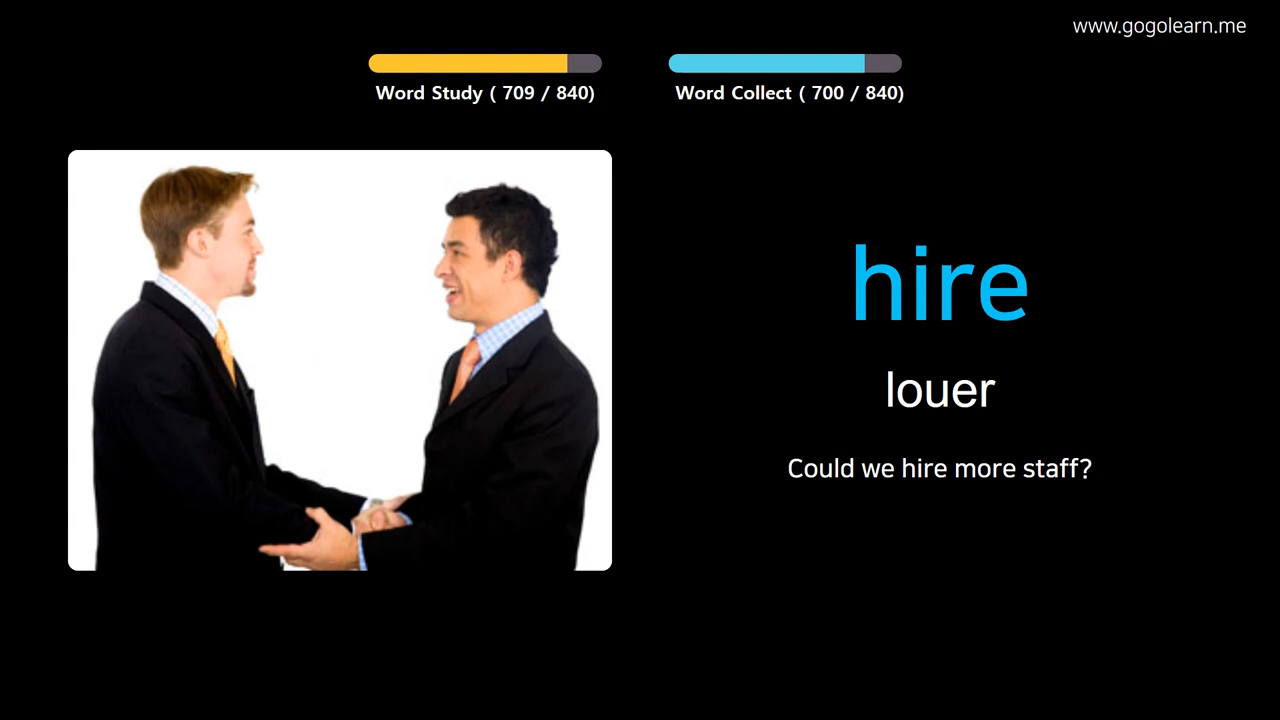 www.gogolearn.me
Word Study ( 709 / 840)
Word Collect ( 700 / 840)
hire
louer
Could we hire more staff?